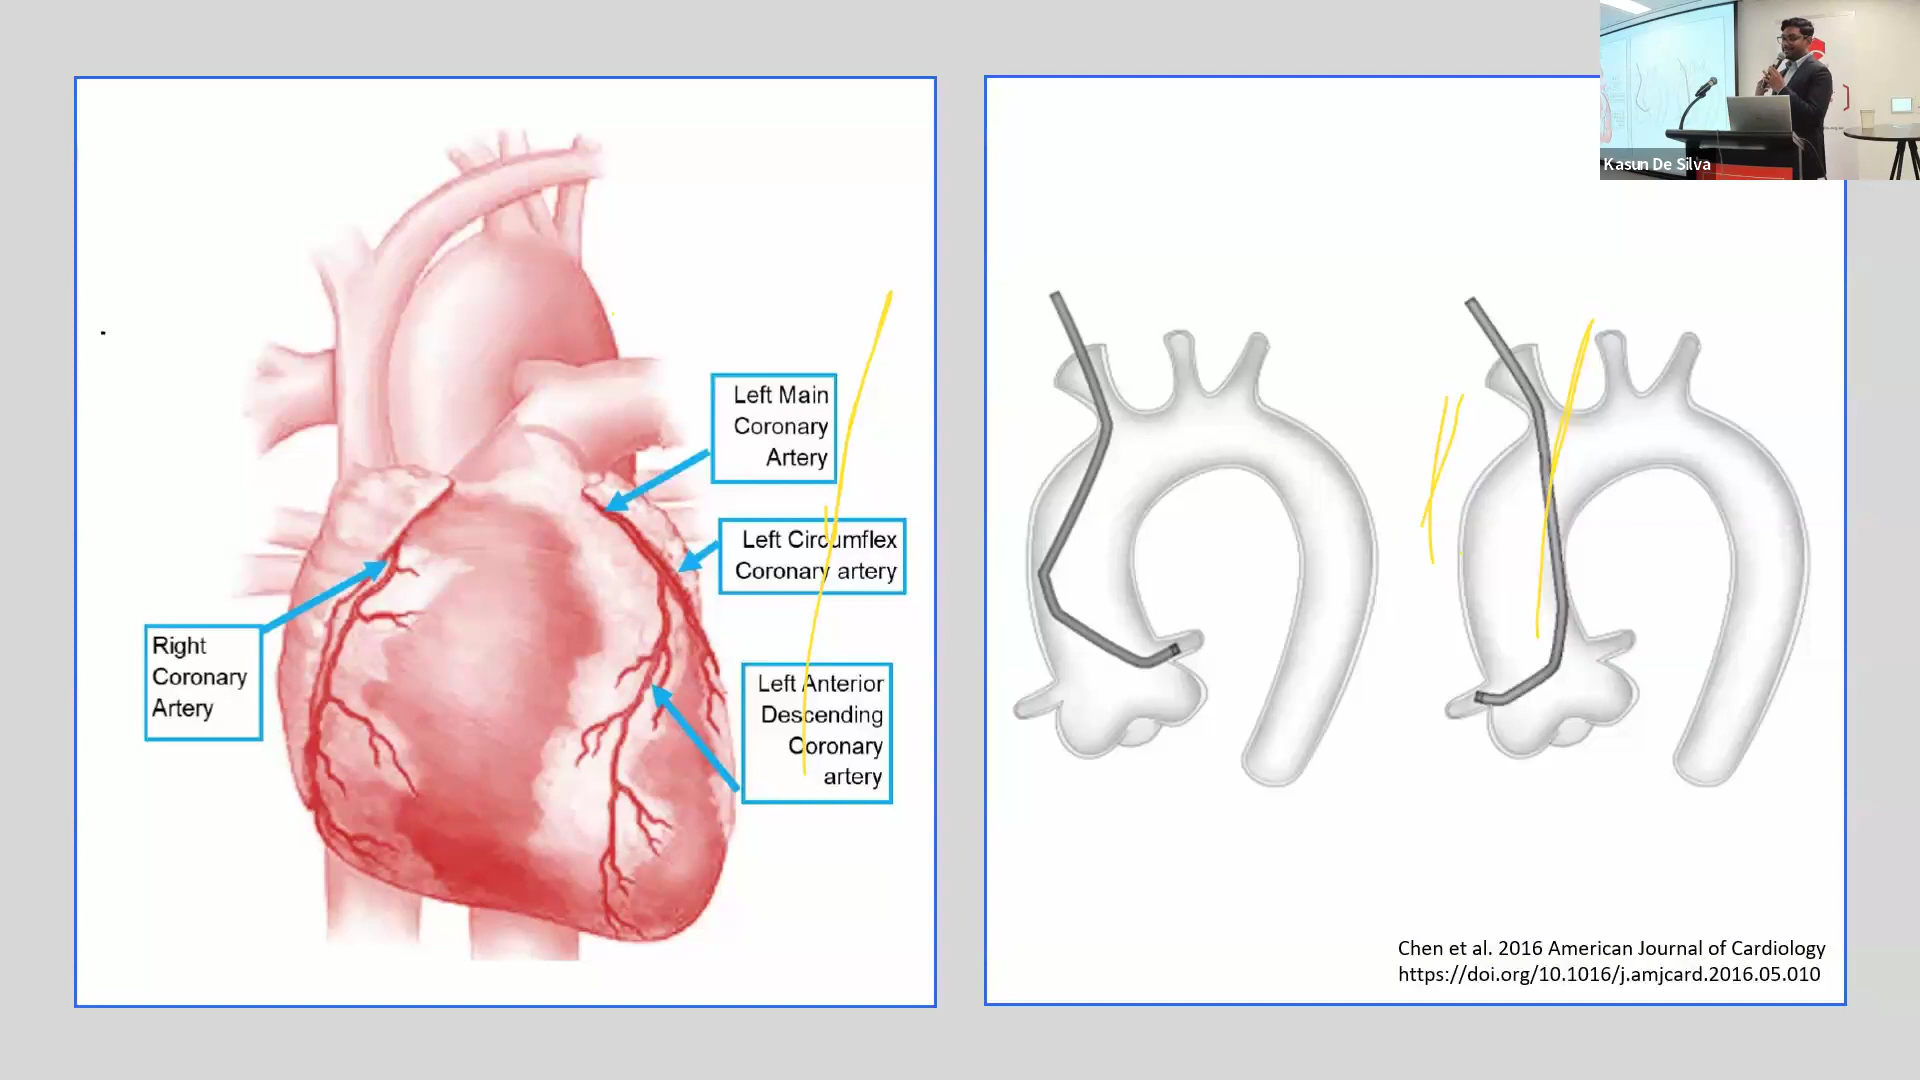 Left Main
Coronary
Artery
Left Circumflex
Coronary artery
Right
Coronary
Artery
Left Anterior
Descending
Coronary
artery
Chen et al. 2016 American Journal of Cardiology
https://doi.org/10.1016/j.amjcard.2016.05.010
Kasun De Silva